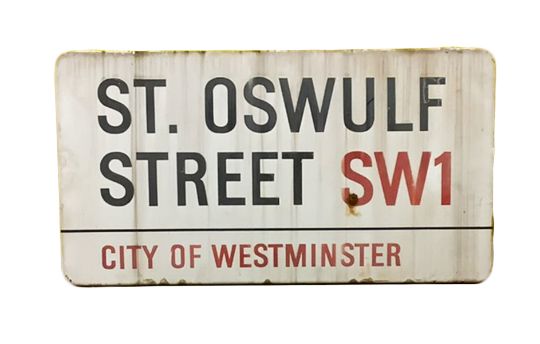 ST. OSWULF
STREET SW1
CITY OF WESTMINSTER